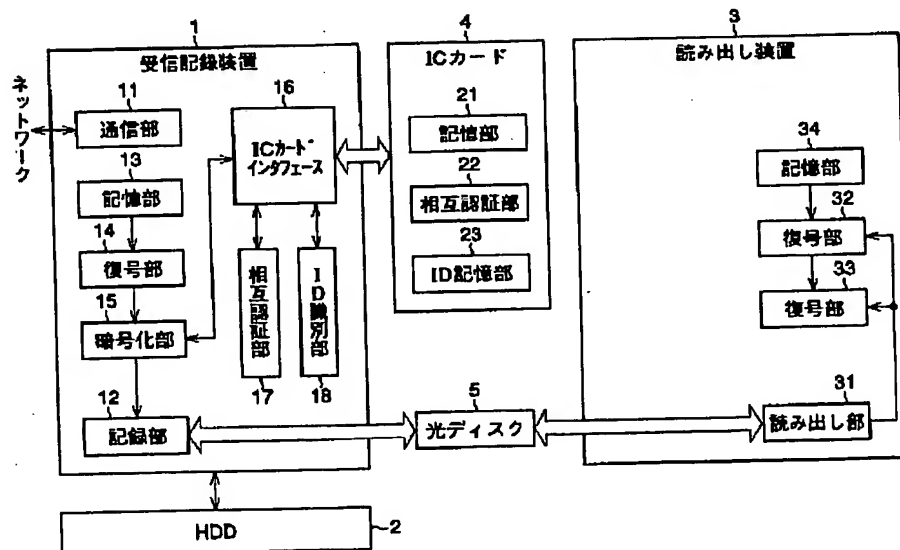 1
受信記録装置
ネットワーク
11
通信部
13
記憶部
14
復号部
15
暗号化部
12
記録部
16
ICカード
インタフェース
相互認証部
17
ID識別部
18
HDD
2
4
ICカード
21
記憶部
22
相互認証部
23
ID記憶部
5
光ディスク
3
読み出し装置
34
記憶部
32
復号部
33
復号部
31
読み出し部